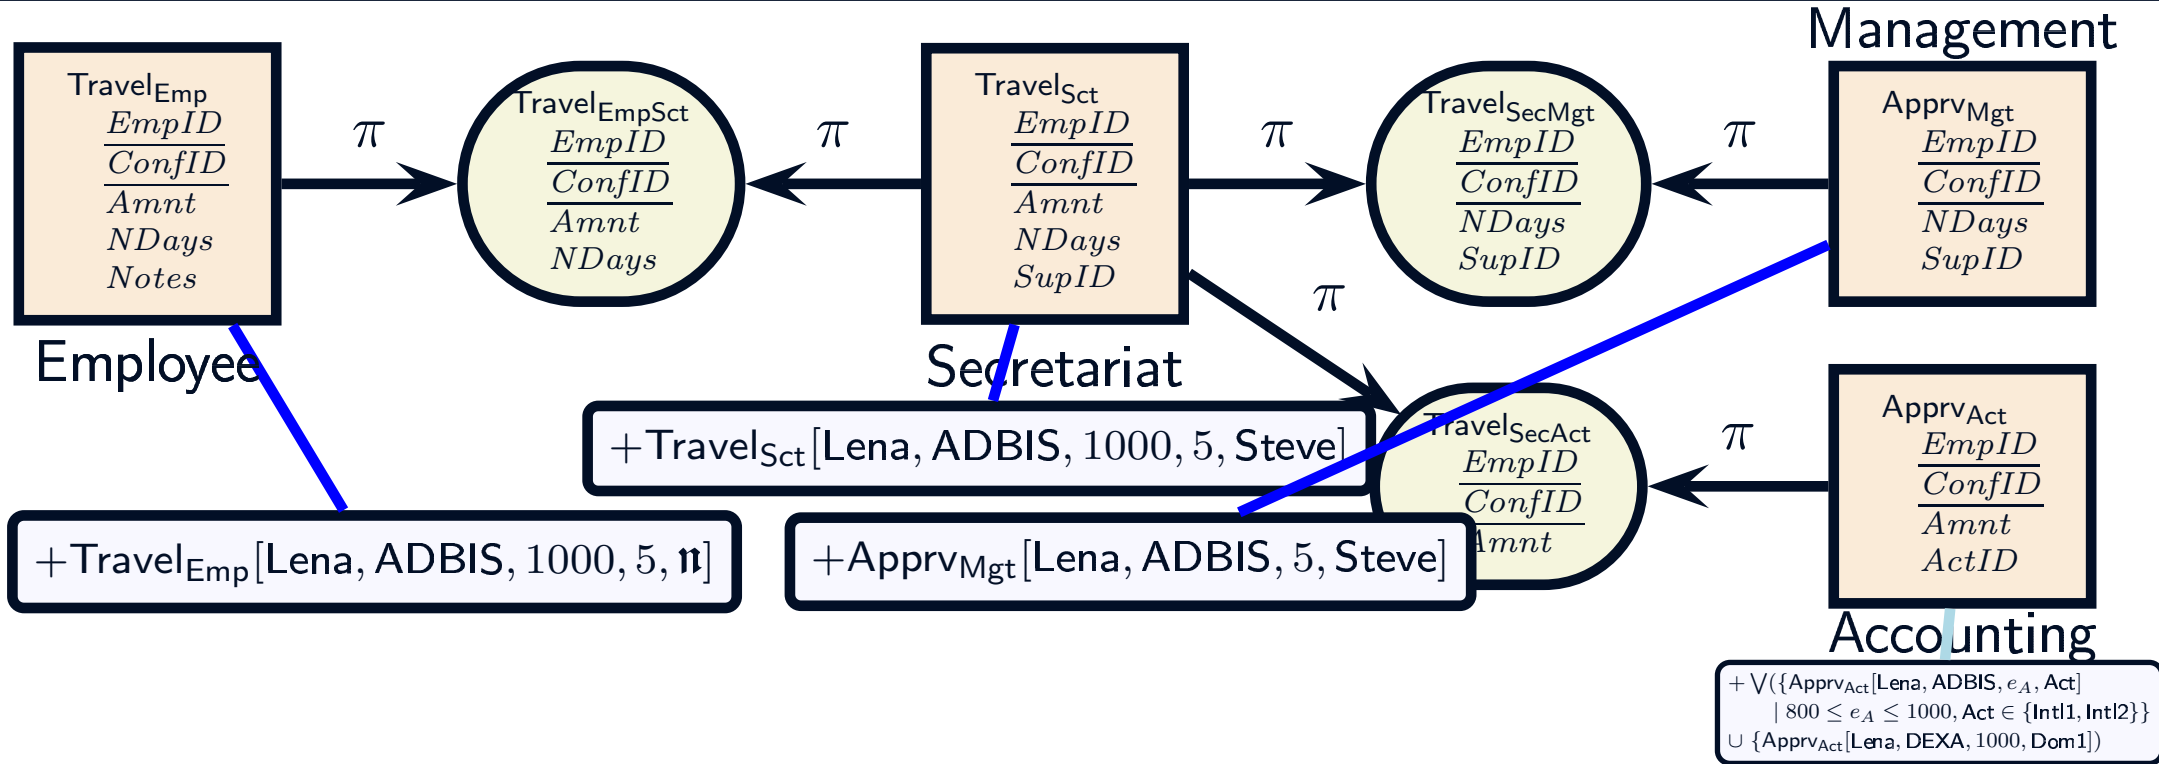 Management
Travel_Emp
EmpID
ConfID
Amnt
NDays
Notes
Employee
π
Travel_EmpSct
EmpID
ConfID
Amnt
NDays
π
Travel_Sct
EmpID
ConfID
Amnt
NDays
SupID
Secretariat
π
Travel_SecMgt
EmpID
ConfID
NDays
SupID
π
Apprv_Mgt
EmpID
ConfID
NDays
SupID
π
Travel_SecAct
EmpID
ConfID
Amnt
π
Apprv_Act
EmpID
ConfID
Amnt
ActID
Accounting
+Travel_Sct[Lena, ADBIS, 1000, 5, Steve]
+Travel_Emp[Lena, ADBIS, 1000, 5, 𝖓]
+Apprv_Mgt[Lena, ADBIS, 5, Steve]
+ ⋁({Apprv_Act[Lena, ADBIS, e_A, Act]
| 800 ≤ e_A ≤ 1000, Act ∈ {Intl1, Intl2}}
∪ {Apprv_Act[Lena, DEXA, 1000, Dom1])